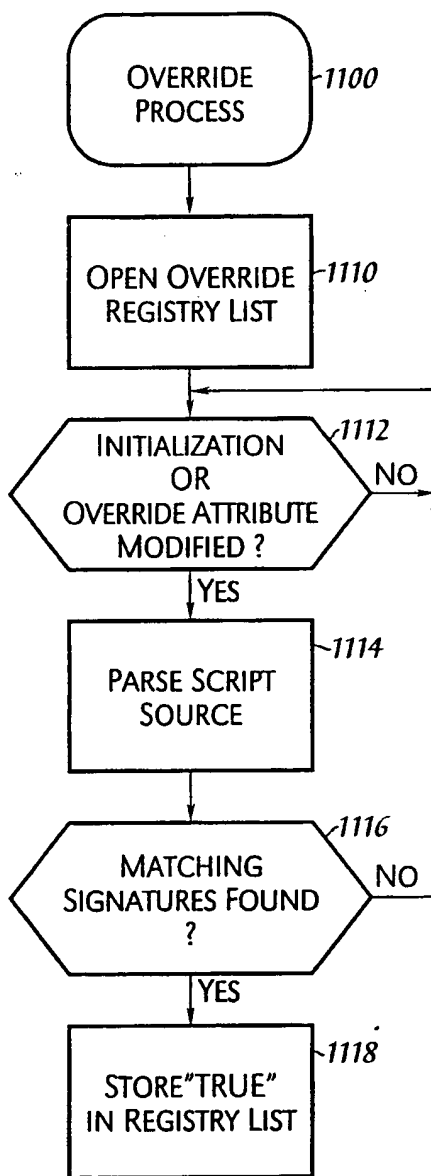 OVERRIDE
PROCESS
1100
OPEN OVERRIDE
REGISTRY LIST
1110
INITIALIZATION
OR
OVERRIDE ATTRIBUTE
MODIFIED ?
1112
NO
YES
PARSE SCRIPT
SOURCE
1114
MATCHING
SIGNATURES FOUND
?
1116
NO
YES
STORE"TRUE"
IN REGISTRY LIST
1118